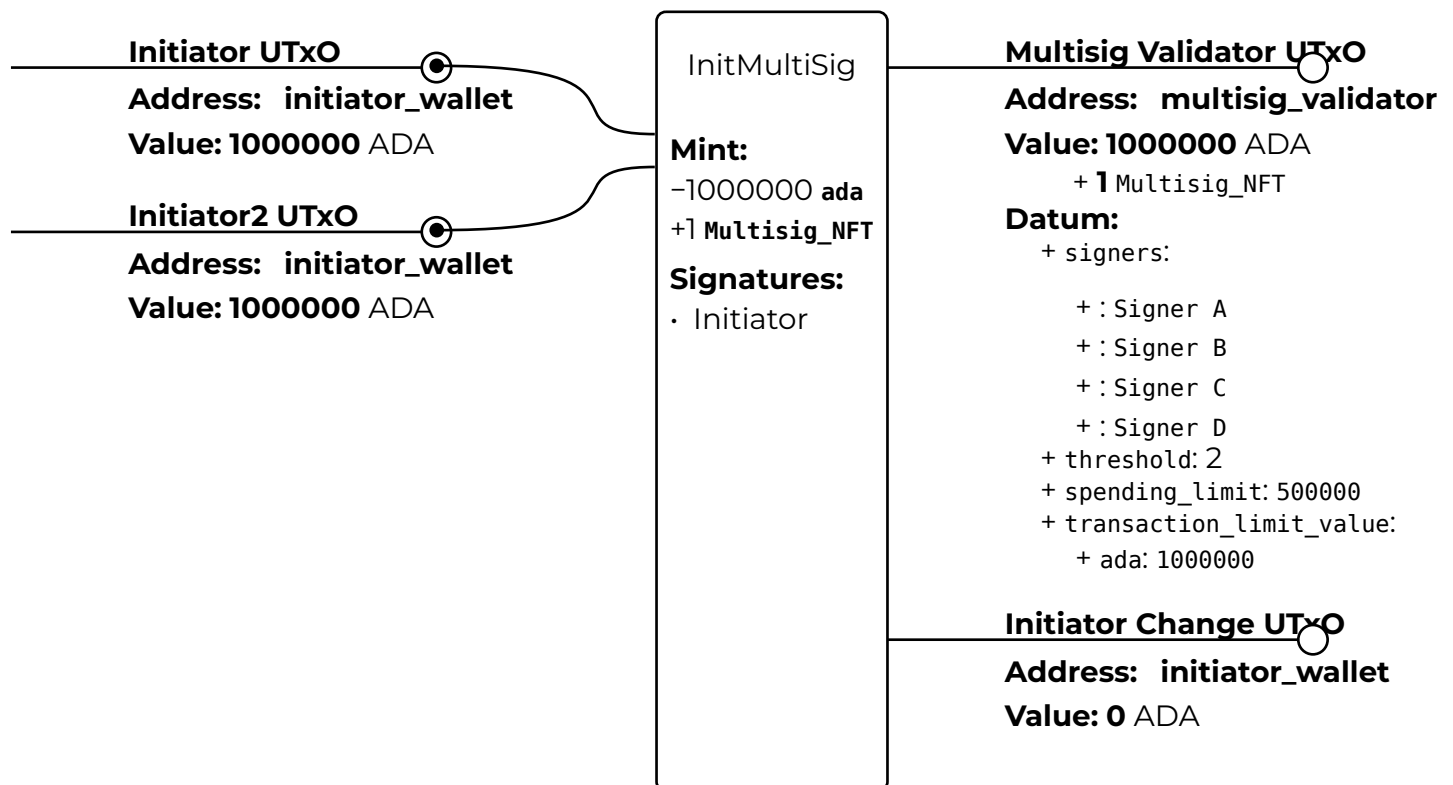 Initiator UTxO
Address: initiator_wallet
Value: 1000000 ADA
Initiator2 UTxO
Address: initiator_wallet
Value: 1000000 ADA
InitMultiSig
Mint:
−1000000 ada
+1 Multisig_NFT
Signatures:
· Initiator
Multisig Validator UTxO
Address: multisig_validator
Value: 1000000 ADA
+ 1 Multisig_NFT
Datum:
+ signers:
+ : Signer A
+ : Signer B
+ : Signer C
+ : Signer D
+ threshold: 2
+ spending_limit: 500000
+ transaction_limit_value:
+ ada: 1000000
Initiator Change UTxO
Address: initiator_wallet
Value: 0 ADA